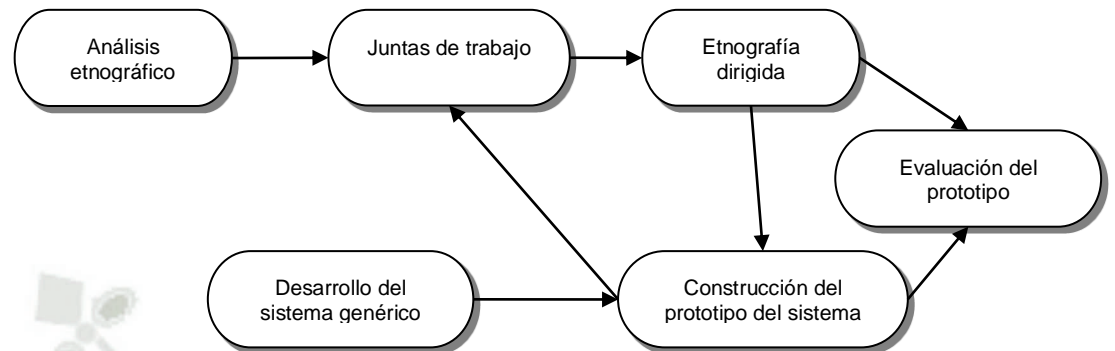 Análisis
etnográfico
Juntas de trabajo
Etnografía
dirigida
Evaluación del
prototipo
Desarrollo del
sistema genérico
Construcción del
prototipo del sistema